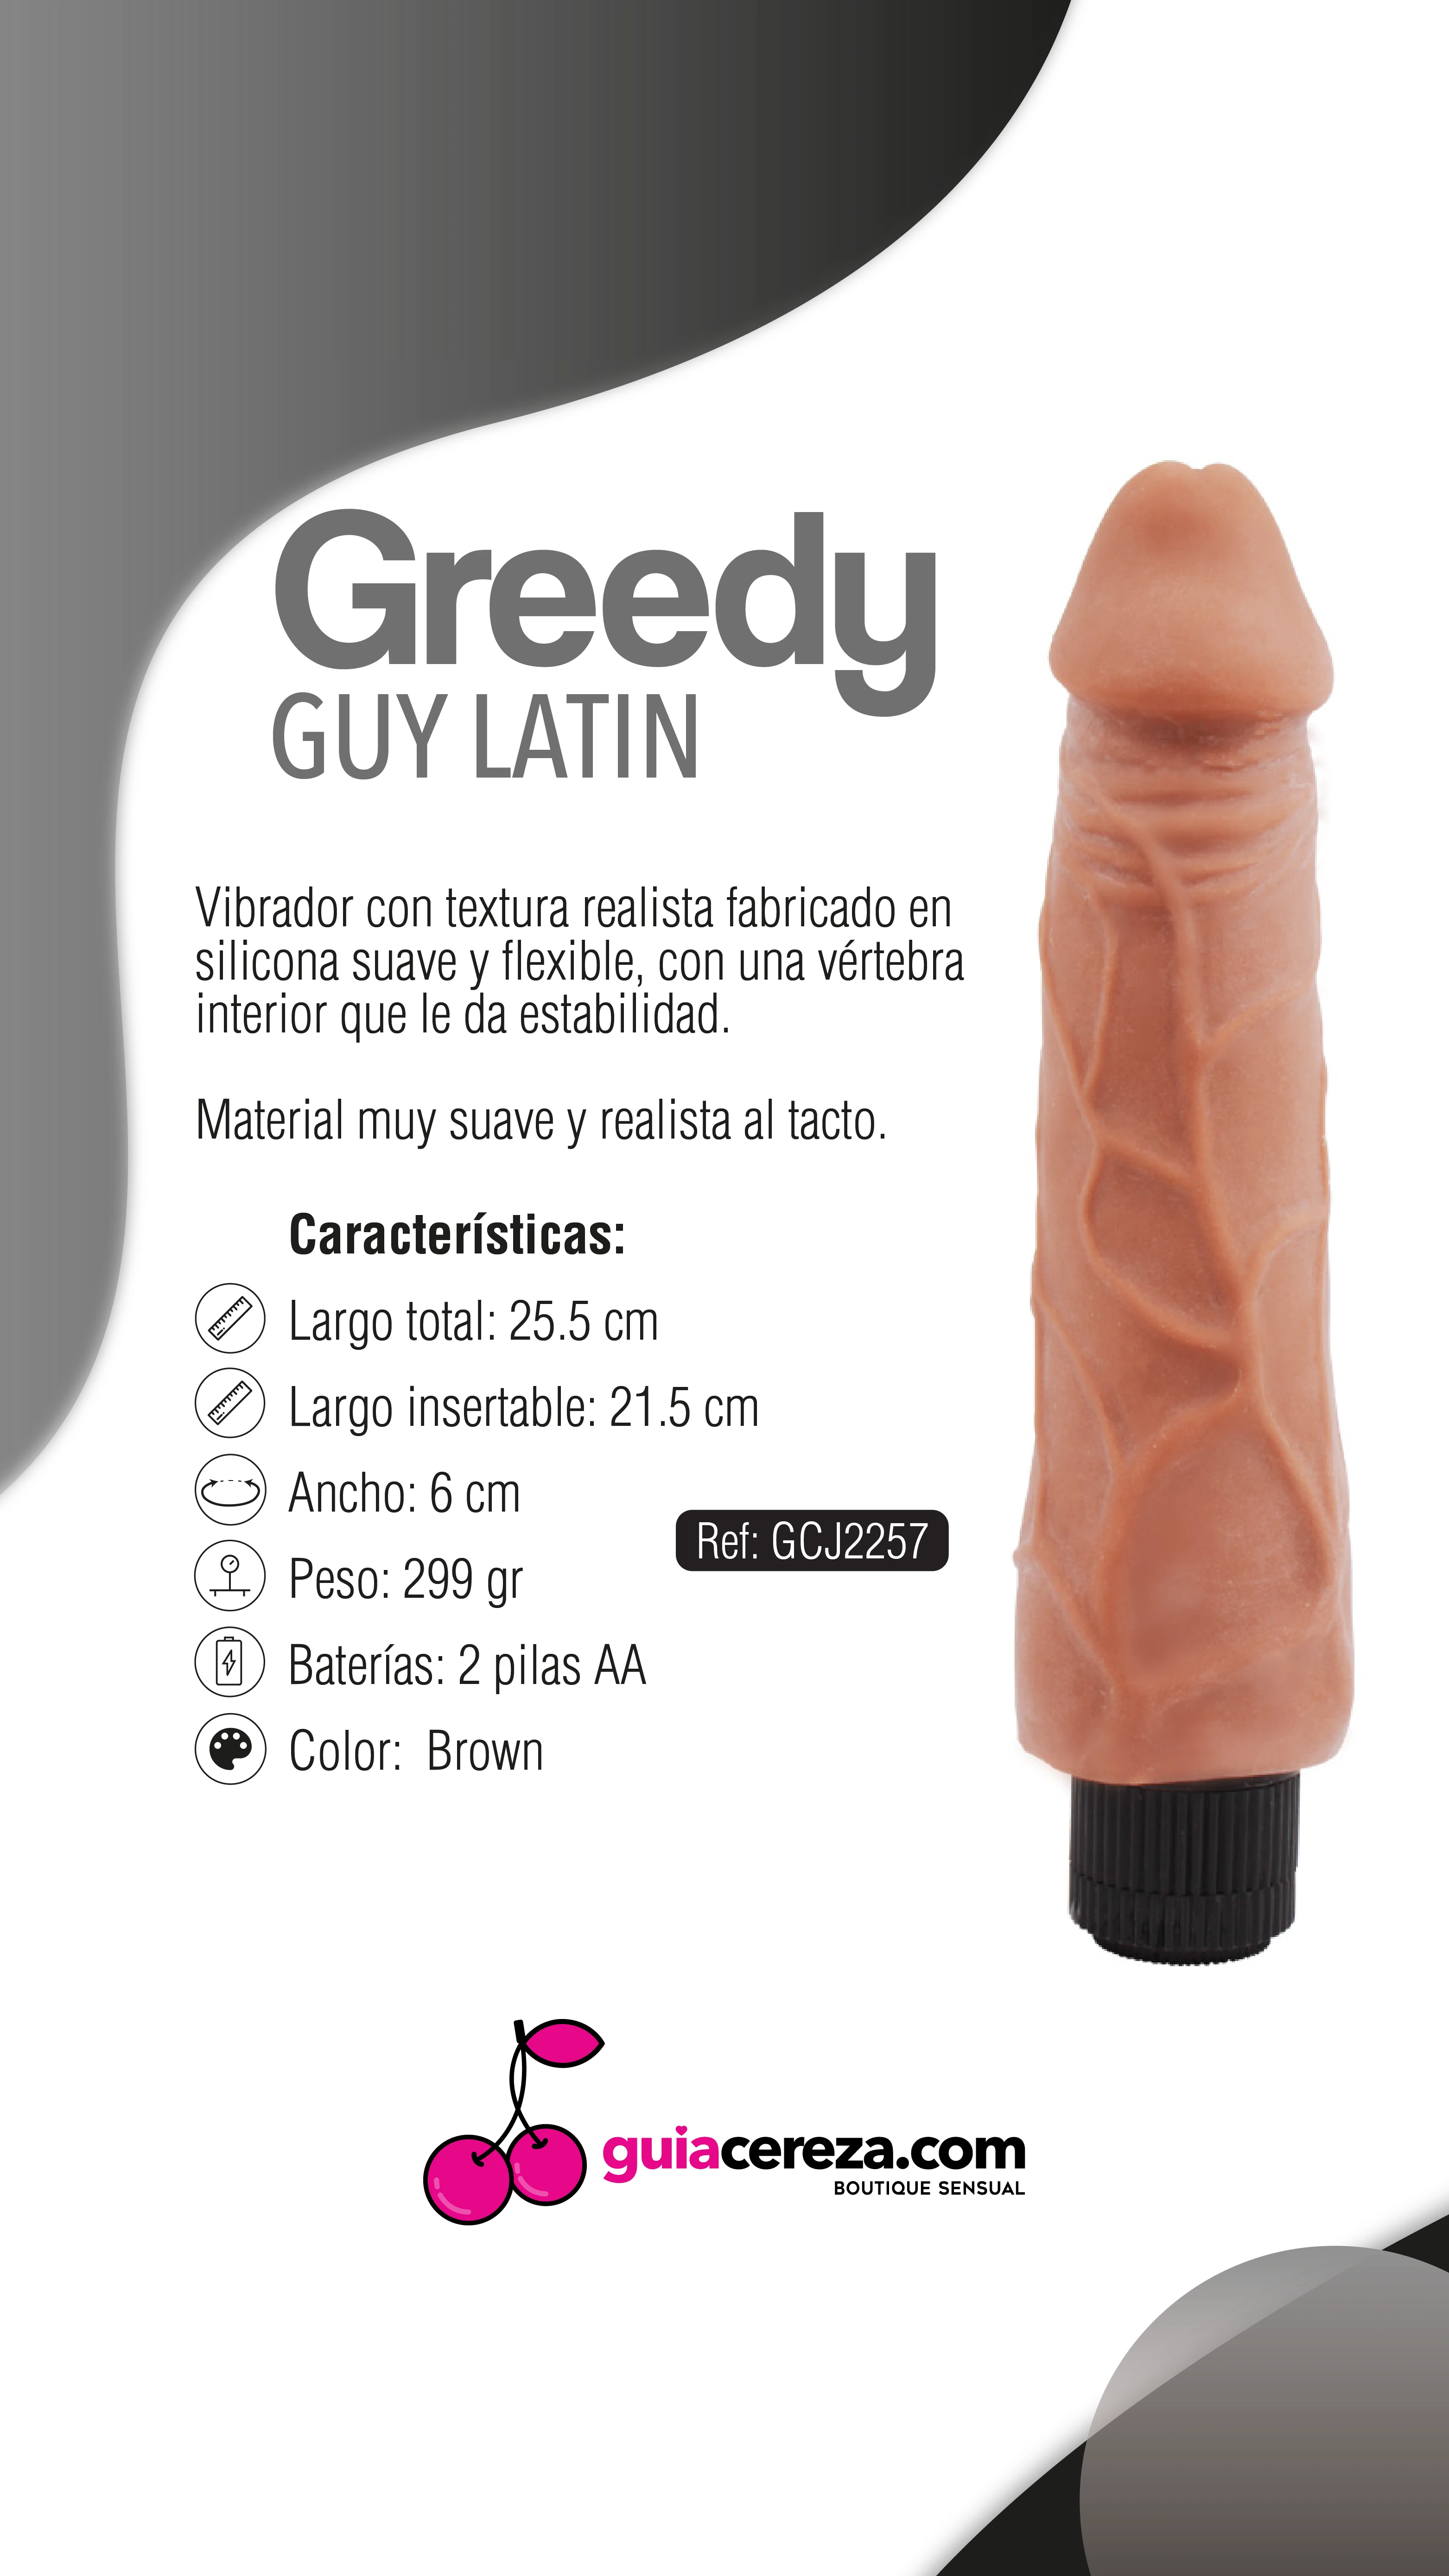 Greedy
GUY LATIN
Vibrador con textura realista fabricado en
silicona suave y flexible, con una vértebra
interior que le da estabilidad.
Material muy suave y realista al tacto.
Características:
Largo total: 25.5 cm
Largo insertable: 21.5 cm
Ancho: 6 cm
Ref: GCJ2257
Peso: 299 gr
Baterías: 2 pilas AA
Color: Brown
guiacereza.com
BOUTIQUE SENSUAL